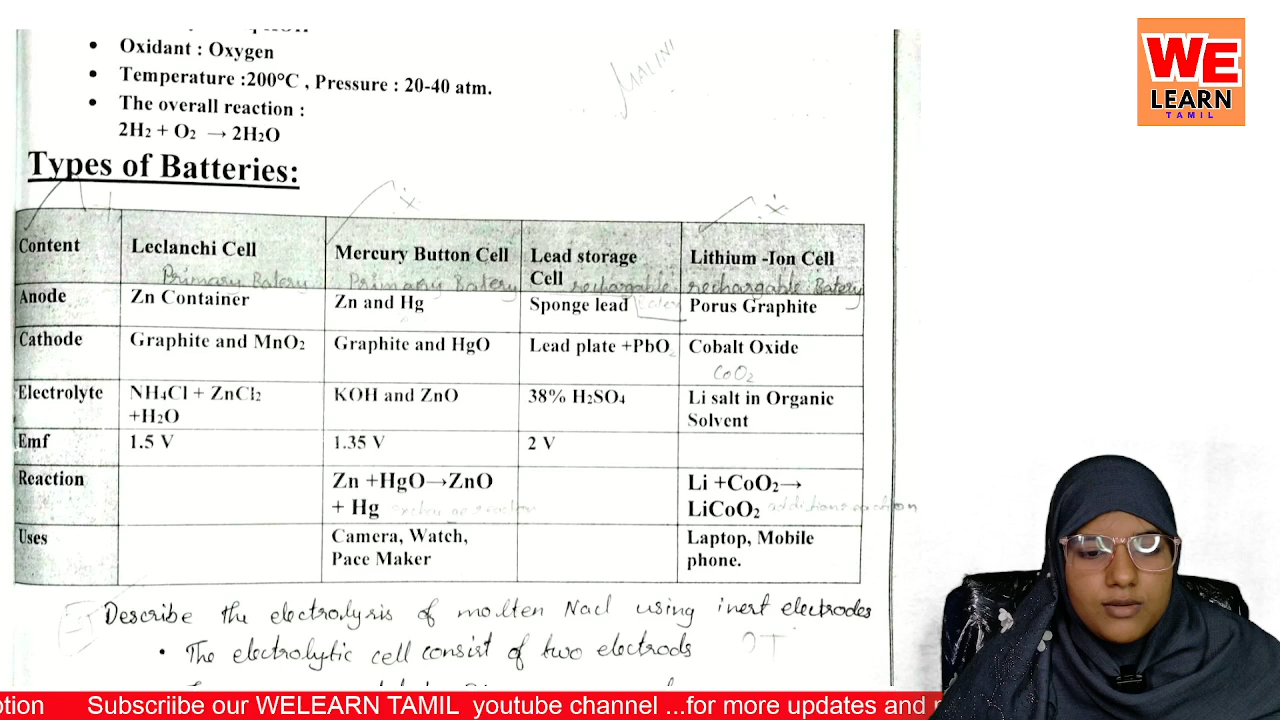 Oxidant : Oxygen
Temperature :200°C , Pressure : 20-40 atm.
The overall reaction :
2H₂ + O₂ → 2H₂O
MALINI
WE
LEARN
TAMIL
Types of Batteries:
Content Leclanchi Cell Mercury Button Cell Lead storage Cell Lithium -Ion Cell
Primary Batery Primary Batery rechargable rechargable Batery
Anode Zn Container Zn and Hg Sponge lead Porus Graphite
Cathode Graphite and MnO₂ Graphite and HgO Lead plate +PbO₂ Cobalt Oxide
CoO₂
Electrolyte NH₄Cl + ZnCl₂ +H₂O KOH and ZnO 38% H₂SO₄ Li salt in Organic Solvent
Emf 1.5 V 1.35 V 2 V
Reaction Zn +HgO→ZnO + Hg Li +CoO₂→ LiCoO₂
Uses Camera, Watch, Pace Maker Laptop, Mobile phone.
Describe the electrolysis of molten Nacl using inert electrodes
• The electrolytic cell consist of two electrods
Subscriibe our WELEARN TAMIL youtube channel ...for more updates and